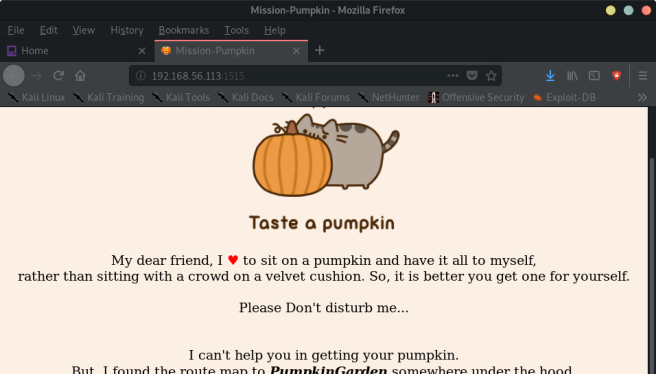 Mission-Pumpkin - Mozilla Firefox
File Edit View History Bookmarks Tools Help
Home Mission-Pumpkin
192.168.56.113:1515
Kali Linux Kali Training Kali Tools Kali Docs Kali Forums NetHunter Offensive Security Exploit-DB
Taste a pumpkin
My dear friend, I ♥ to sit on a pumpkin and have it all to myself,
rather than sitting with a crowd on a velvet cushion. So, it is better you get one for yourself.
Please Don't disturb me...
I can't help you in getting your pumpkin.
But, I found the route map to PumpkinGarden somewhere under the hood.